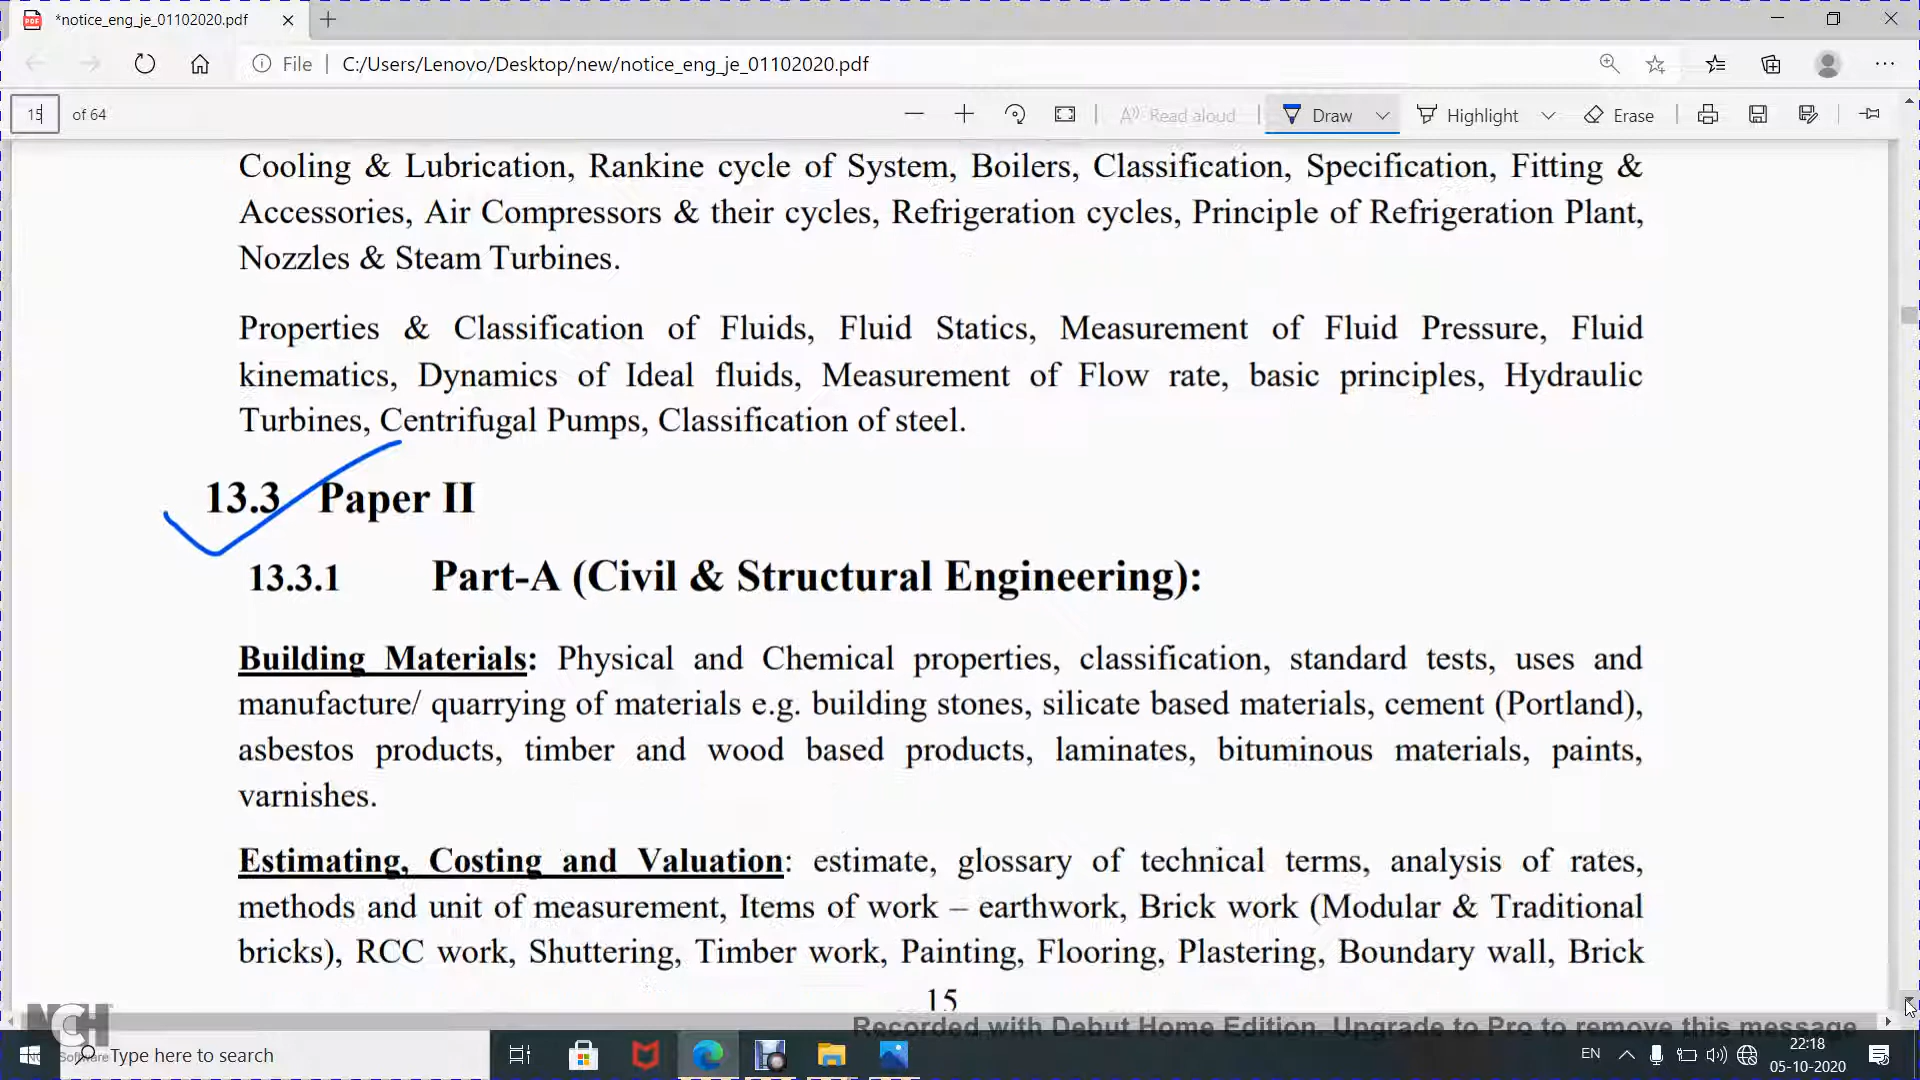 *notice_eng_je_01102020.pdf
File
C:/Users/Lenovo/Desktop/new/notice_eng_je_01102020.pdf
15 of 64
Read aloud
Draw
Highlight
Erase
Cooling & Lubrication, Rankine cycle of System, Boilers, Classification, Specification, Fitting &
Accessories, Air Compressors & their cycles, Refrigeration cycles, Principle of Refrigeration Plant,
Nozzles & Steam Turbines.
Properties & Classification of Fluids, Fluid Statics, Measurement of Fluid Pressure, Fluid
kinematics, Dynamics of Ideal fluids, Measurement of Flow rate, basic principles, Hydraulic
Turbines, Centrifugal Pumps, Classification of steel.
13.3 Paper II
13.3.1 Part-A (Civil & Structural Engineering):
Building Materials: Physical and Chemical properties, classification, standard tests, uses and
manufacture/ quarrying of materials e.g. building stones, silicate based materials, cement (Portland),
asbestos products, timber and wood based products, laminates, bituminous materials, paints,
varnishes.
Estimating, Costing and Valuation: estimate, glossary of technical terms, analysis of rates,
methods and unit of measurement, Items of work – earthwork, Brick work (Modular & Traditional
bricks), RCC work, Shuttering, Timber work, Painting, Flooring, Plastering, Boundary wall, Brick
15
NCH
Software
Recorded with Debut Home Edition. Upgrade to Pro to remove this message
Type here to search
EN
22:18
05-10-2020